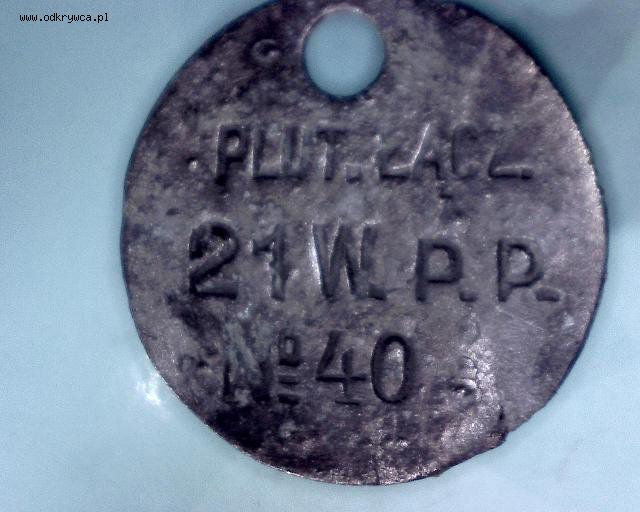 www.odkrywca.pl
PLUT. ŁĄCZ.
21 W. P. P.
№ 40